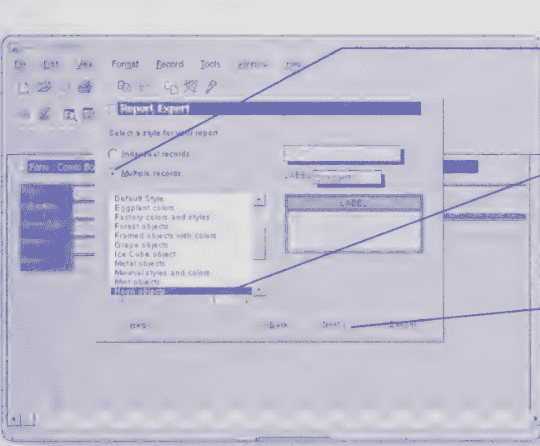 File Edit View Format Record Tools Window Help
Report Expert
Select a style for your report
Individual records
Multiple records
LABEL
LABEL
Default Style
Eggplant colors
Factory colors and styles
Forest objects
Framed objects with colors
Grape objects
Ice Cube object
Metal objects
Minimal styles and colors
Mint objects
Neon objects
Back
Cancel